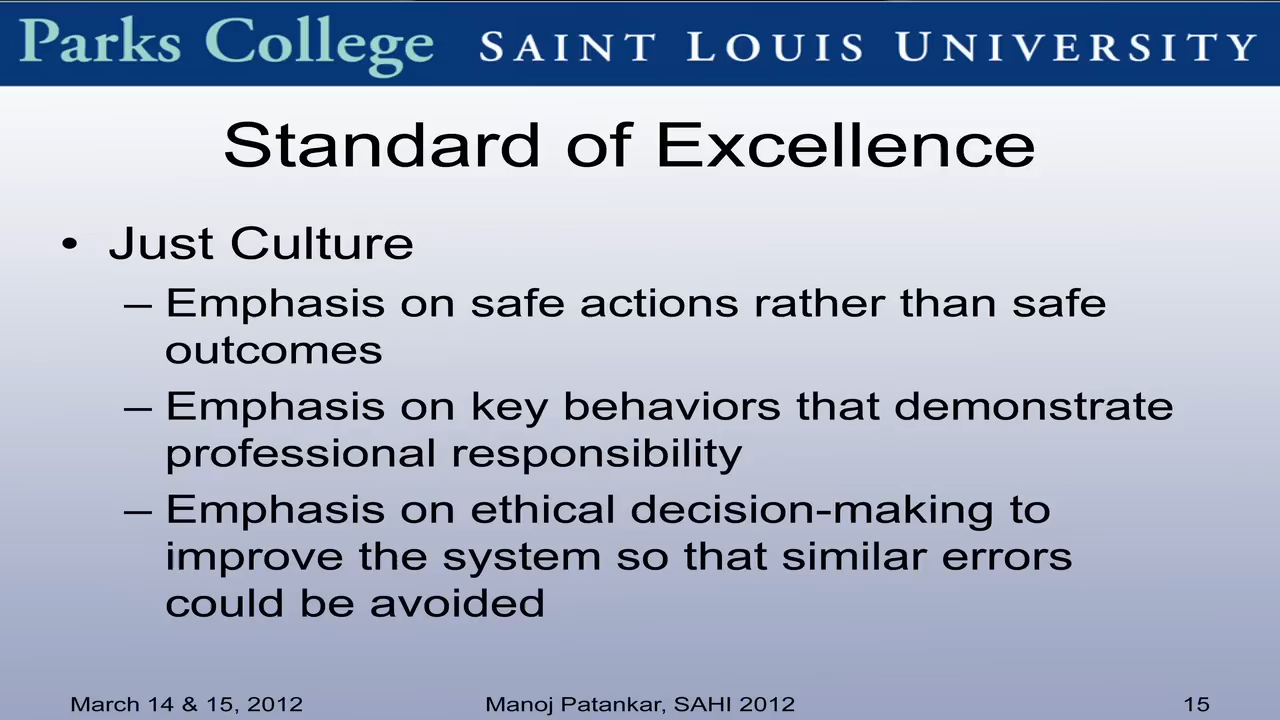 Parks College SAINT LOUIS UNIVERSITY
Standard of Excellence
• Just Culture
– Emphasis on safe actions rather than safe
outcomes
– Emphasis on key behaviors that demonstrate
professional responsibility
– Emphasis on ethical decision-making to
improve the system so that similar errors
could be avoided
March 14 & 15, 2012 Manoj Patankar, SAHI 2012 15